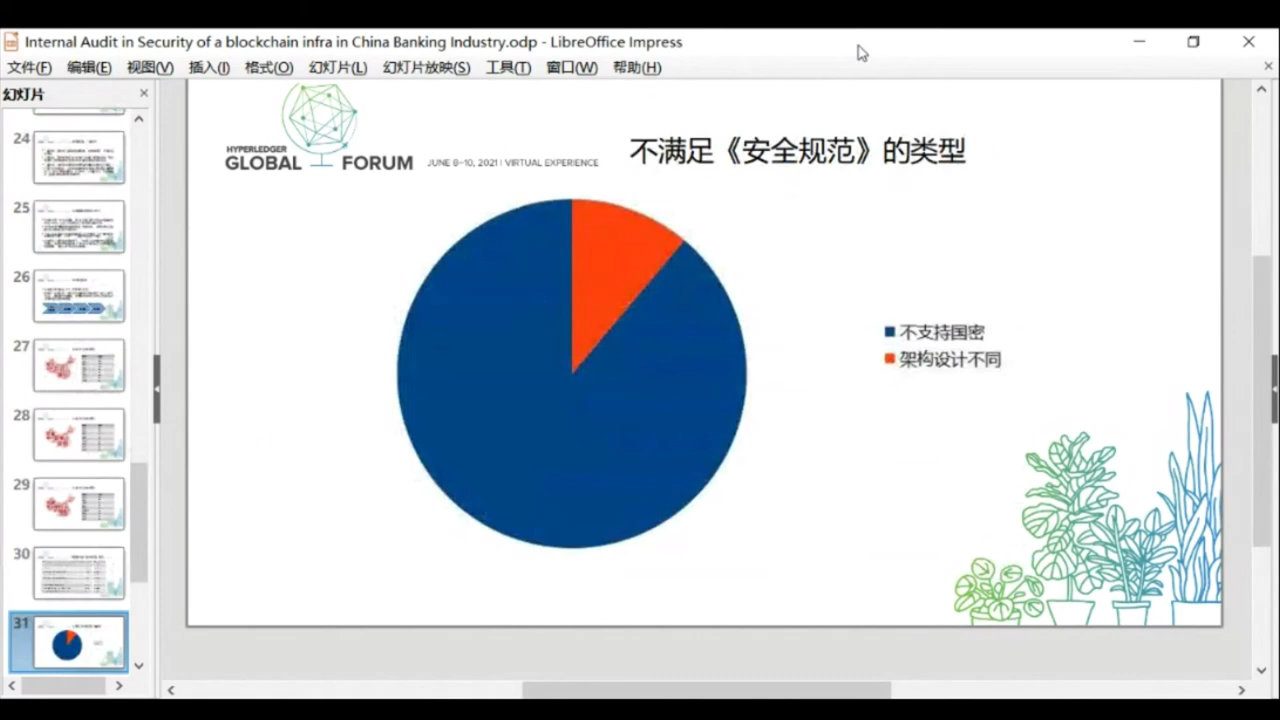 Internal Audit in Security of a blockchain infra in China Banking Industry.odp - LibreOffice Impress
文件(F) 编辑(E) 视图(V) 插入(I) 格式(O) 幻灯片(L) 幻灯片放映(S) 工具(T) 窗口(W) 帮助(H)
幻灯片
24
25
26
27
28
29
30
31
HYPERLEDGER
GLOBAL FORUM
JUNE 8-10, 2021 | VIRTUAL EXPERIENCE
不满足《安全规范》的类型
不支持国密
架构设计不同